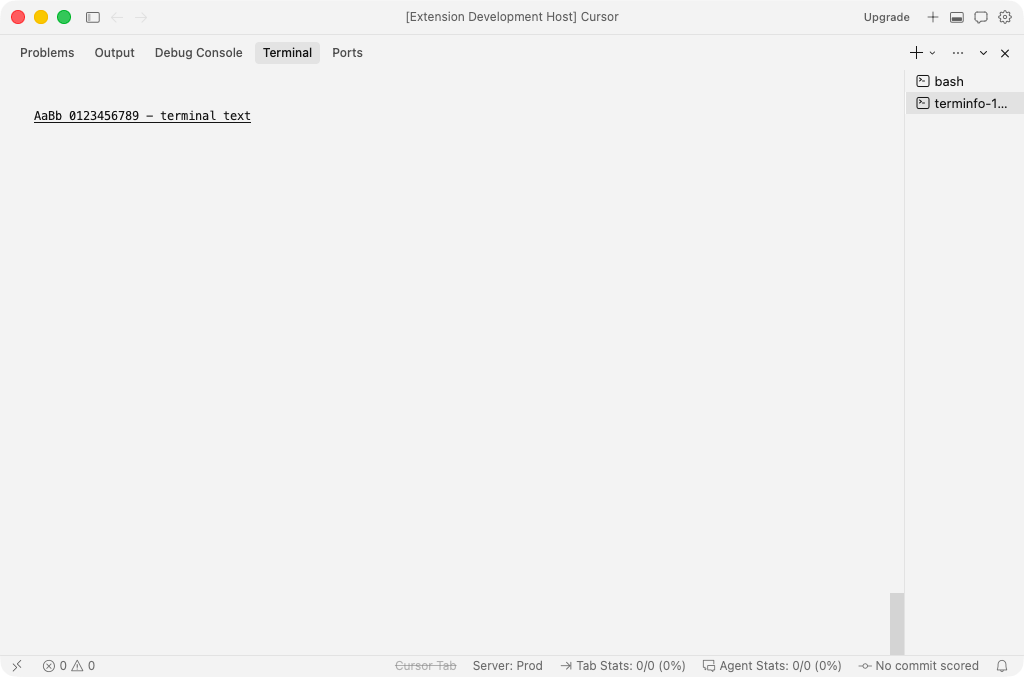 [Extension Development Host] Cursor
Upgrade
Problems Output Debug Console Terminal Ports
bash
terminfo-1...
AaBb 0123456789 — terminal text
0 0
Cursor Tab Server: Prod Tab Stats: 0/0 (0%) Agent Stats: 0/0 (0%) No commit scored